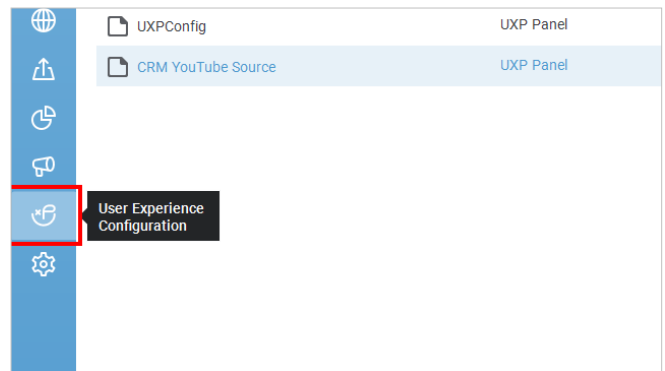 UXPConfig UXP Panel
CRM YouTube Source UXP Panel
User Experience
Configuration